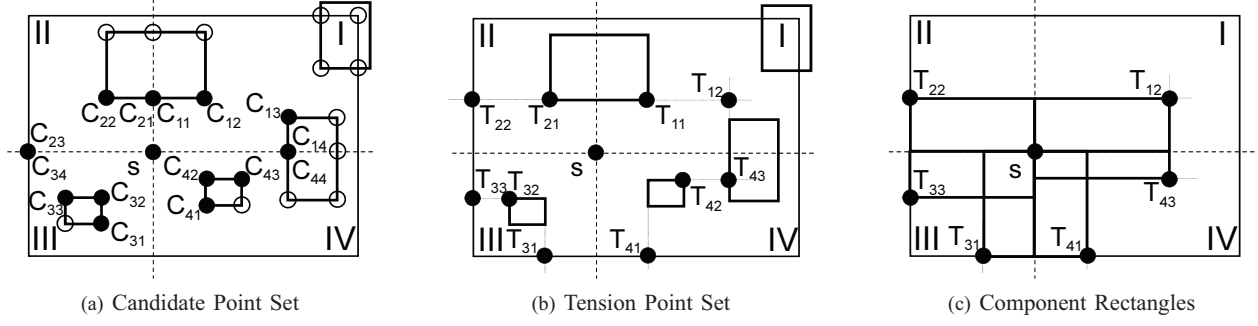 II
I
C₂₂ C₂₁ C₁₁ C₁₂
C₁₃
C₂₃
C₁₄
C₃₄
s
C₄₂
C₄₃
C₄₄
C₃₃
C₃₂
C₄₁
C₃₁
III
IV
(a) Candidate Point Set
II
I
T₁₂
T₂₂
T₂₁
T₁₁
s
T₄₃
T₃₃
T₃₂
T₄₂
III
T₃₁
T₄₁
IV
(b) Tension Point Set
II
I
T₂₂
T₁₂
s
T₃₃
T₄₃
III
T₃₁
T₄₁
IV
(c) Component Rectangles